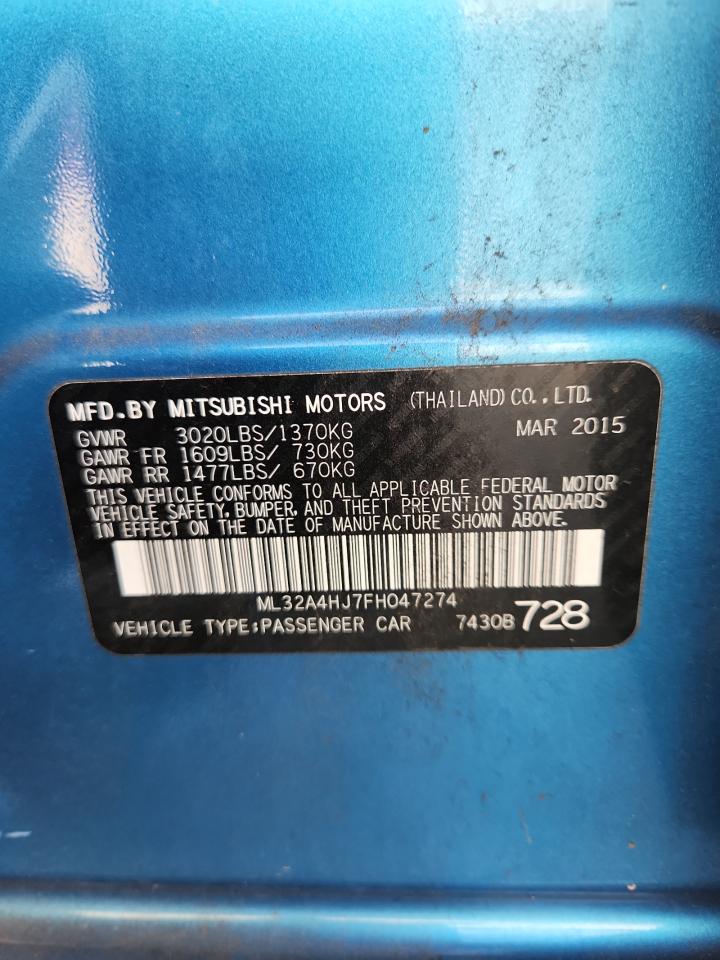 MFD.BY MITSUBISHI MOTORS (THAILAND) CO.,LTD.
GVWR 3020LBS/1370KG MAR 2015
GAWR FR 1609LBS/ 730KG
GAWR RR 1477LBS/ 670KG
THIS VEHICLE CONFORMS TO ALL APPLICABLE FEDERAL MOTOR
VEHICLE SAFETY, BUMPER, AND THEFT PREVENTION STANDARDS
IN EFFECT ON THE DATE OF MANUFACTURE SHOWN ABOVE.
ML32A4HJ7FH047274
VEHICLE TYPE:PASSENGER CAR 7430B728